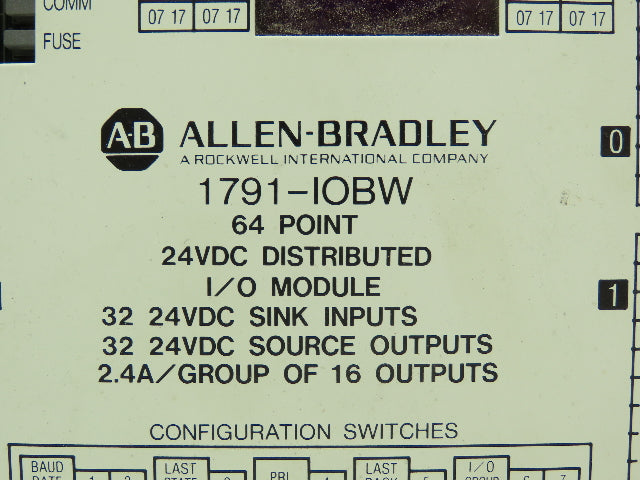 COMM
07 17 07 17
07 17 07 17
FUSE
A-B ALLEN-BRADLEY
A ROCKWELL INTERNATIONAL COMPANY
0
1791-IOBW
64 POINT
24VDC DISTRIBUTED
I/O MODULE
1
32 24VDC SINK INPUTS
32 24VDC SOURCE OUTPUTS
2.4A/GROUP OF 16 OUTPUTS
CONFIGURATION SWITCHES
BAUD LAST LAST I/O
PRL